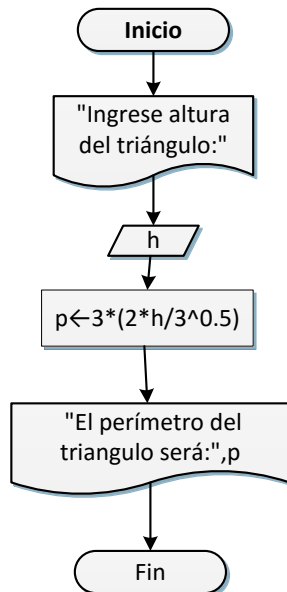 Inicio
"Ingrese altura
del triángulo:"
h
p←3*(2*h/3^0.5)
"El perímetro del
triangulo será:",p
Fin